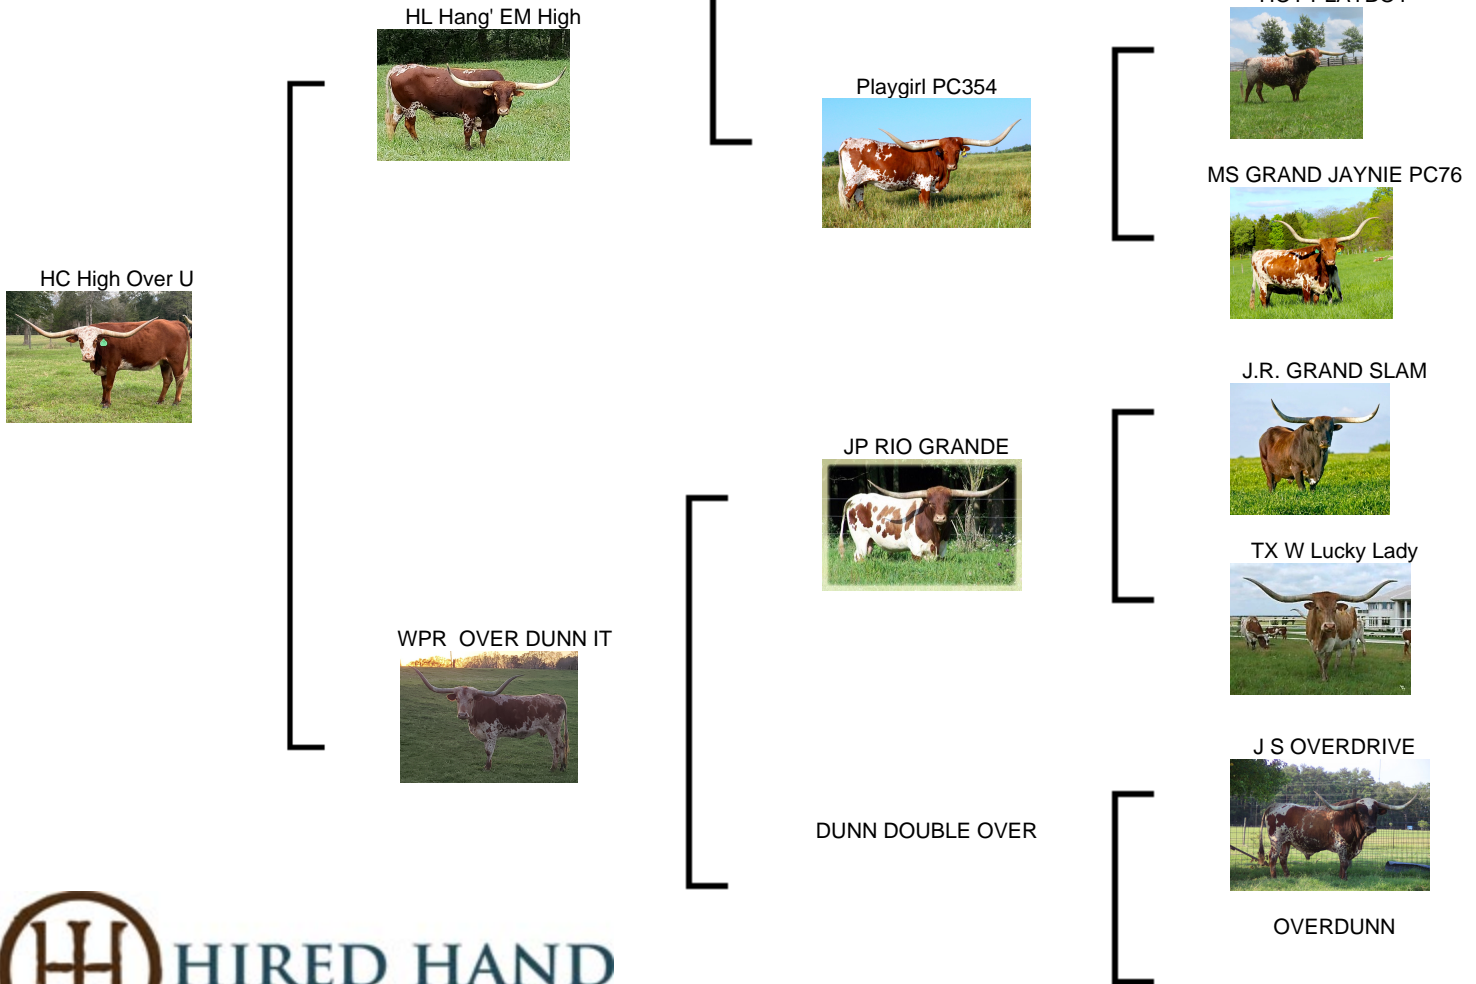 HL Hang' EM High
Playgirl PC354
MS GRAND JAYNIE PC76
HC High Over U
J.R. GRAND SLAM
JP RIO GRANDE
TX W Lucky Lady
WPR  OVER DUNN IT
J S OVERDRIVE
DUNN DOUBLE OVER
OVERDUNN
HH HIRED HAND